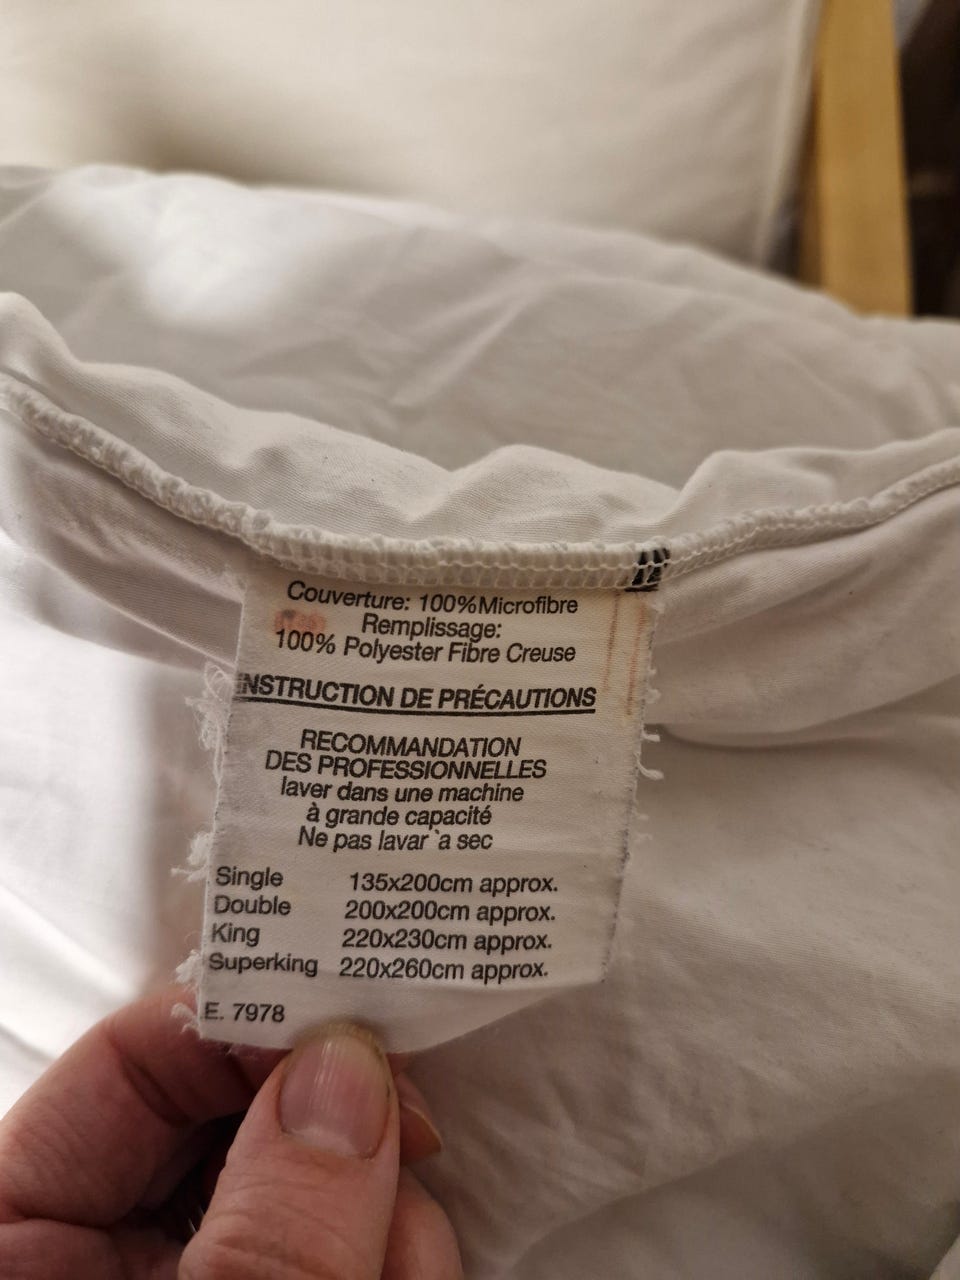 Couverture: 100%Microfibre
Remplissage:
100% Polyester Fibre Creuse
INSTRUCTION DE PRÉCAUTIONS
RECOMMANDATION
DES PROFESSIONNELLES
laver dans une machine
à grande capacité
Ne pas lavar `a sec
Single 135x200cm approx.
Double 200x200cm approx.
King 220x230cm approx.
Superking 220x260cm approx.
E. 7978